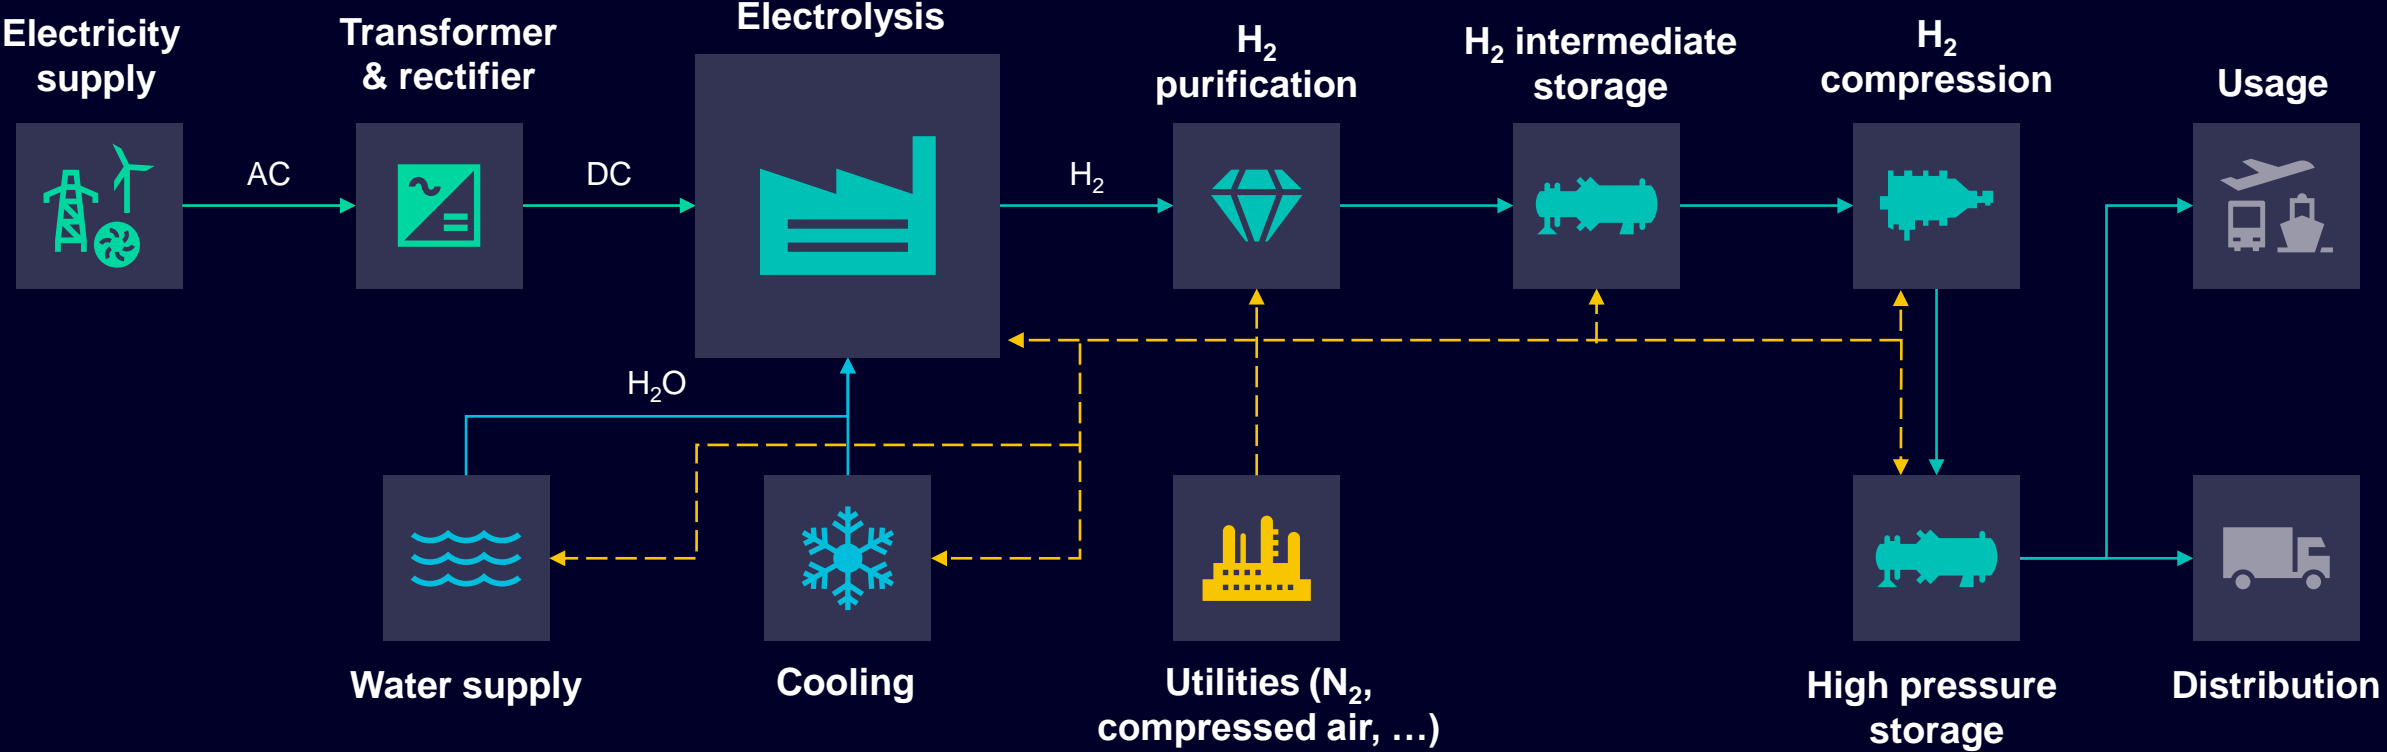 Electricity
supply
Transformer
& rectifier
Electrolysis
H₂
purification
H₂ intermediate
storage
H₂
compression
Usage
AC
DC
H₂
H₂O
Water supply
Cooling
Utilities (N₂,
compressed air, …)
High pressure
storage
Distribution